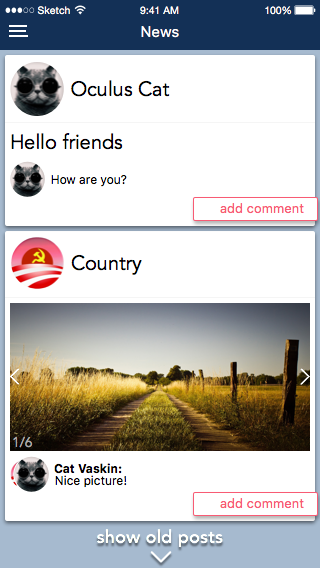 Sketch 9:41 AM 100%
News
Oculus Cat
Hello friends
How are you?
add comment
Country
1/6
Cat Vaskin:
Nice picture!
add comment
show old posts